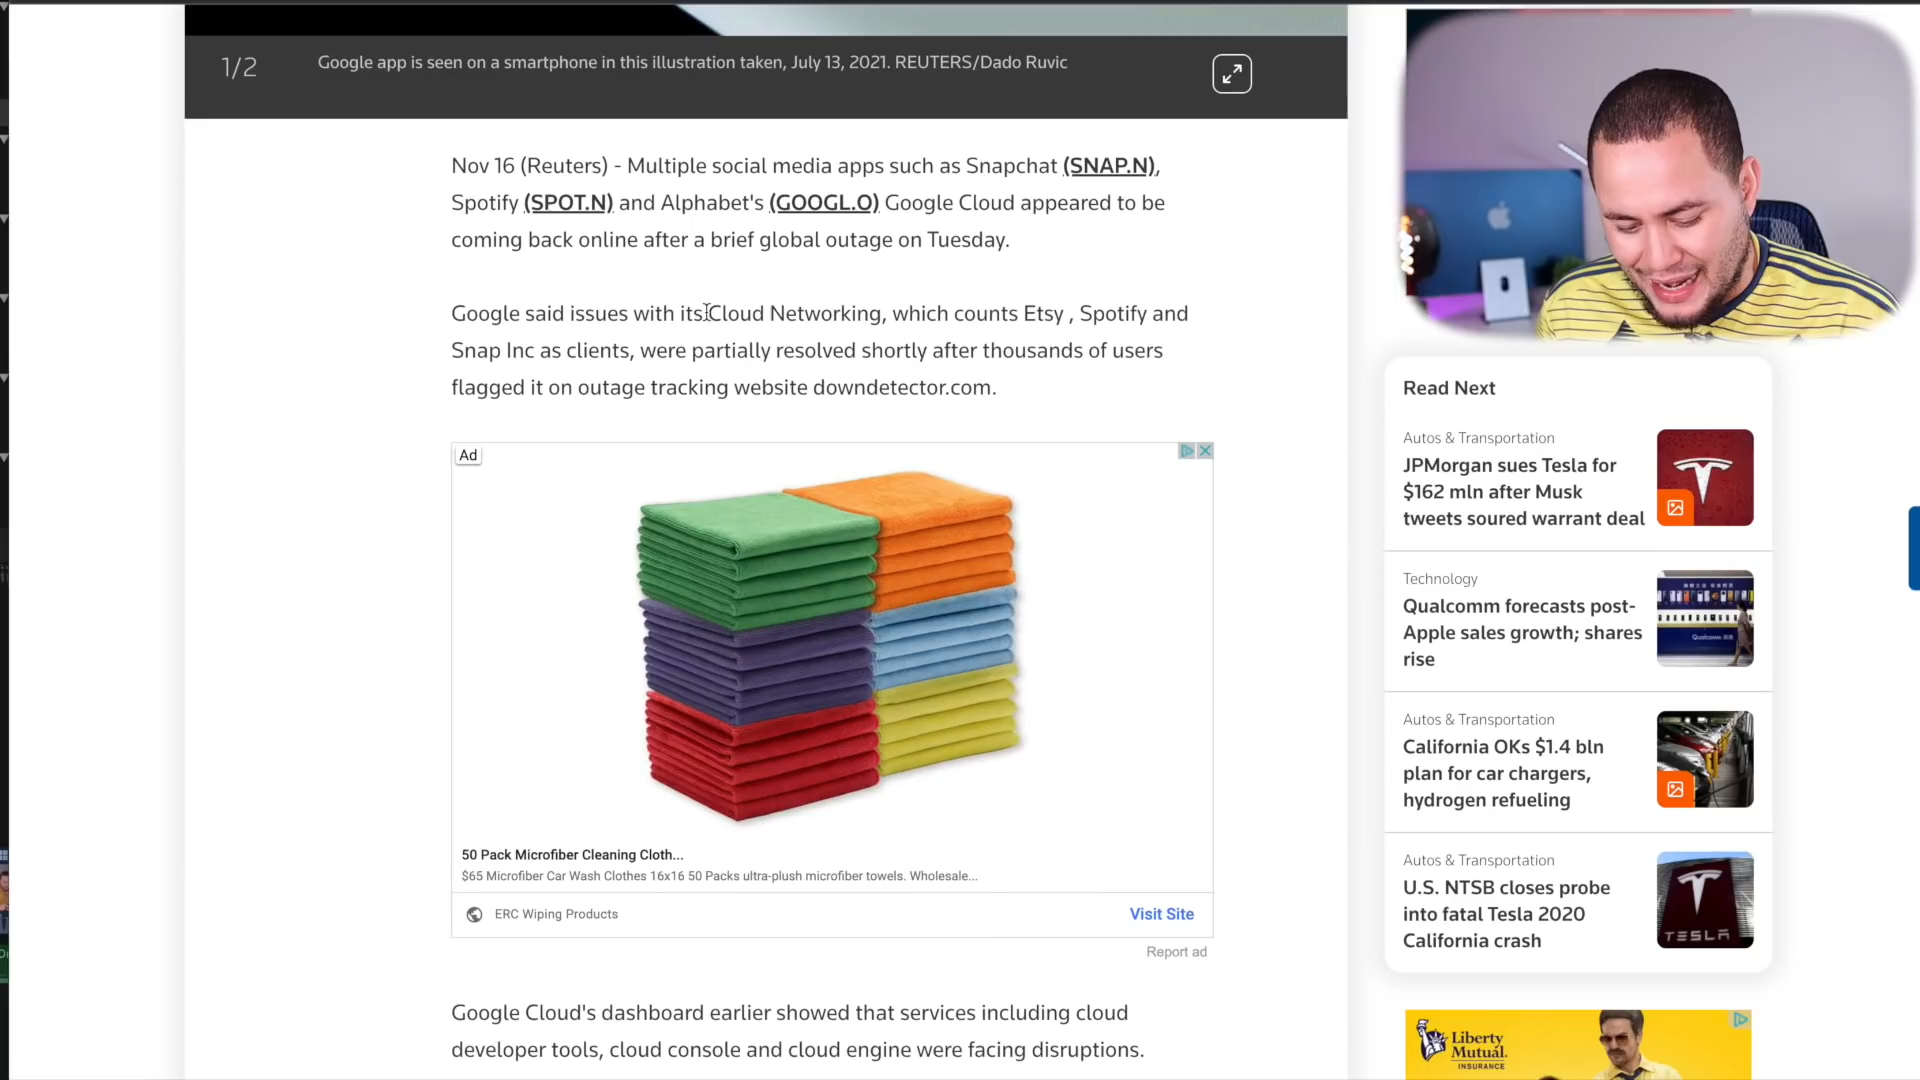 1/2
Google app is seen on a smartphone in this illustration taken, July 13, 2021. REUTERS/Dado Ruvic
Nov 16 (Reuters) - Multiple social media apps such as Snapchat (SNAP.N),
Spotify (SPOT.N) and Alphabet's (GOOGL.O) Google Cloud appeared to be
coming back online after a brief global outage on Tuesday.
Google said issues with its Cloud Networking, which counts Etsy , Spotify and
Snap Inc as clients, were partially resolved shortly after thousands of users
flagged it on outage tracking website downdetector.com.
Ad
50 Pack Microfiber Cleaning Cloth...
$65 Microfiber Car Wash Clothes 16x16 50 Packs ultra-plush microfiber towels. Wholesale...
ERC Wiping Products
Visit Site
Report ad
Google Cloud's dashboard earlier showed that services including cloud
developer tools, cloud console and cloud engine were facing disruptions.
Read Next
Autos & Transportation
JPMorgan sues Tesla for
$162 mln after Musk
tweets soured warrant deal
Technology
Qualcomm forecasts post-
Apple sales growth; shares
rise
Qualcomm
Autos & Transportation
California OKs $1.4 bln
plan for car chargers,
hydrogen refueling
Autos & Transportation
U.S. NTSB closes probe
into fatal Tesla 2020
California crash
TESLA
Liberty
Mutual.
INSURANCE